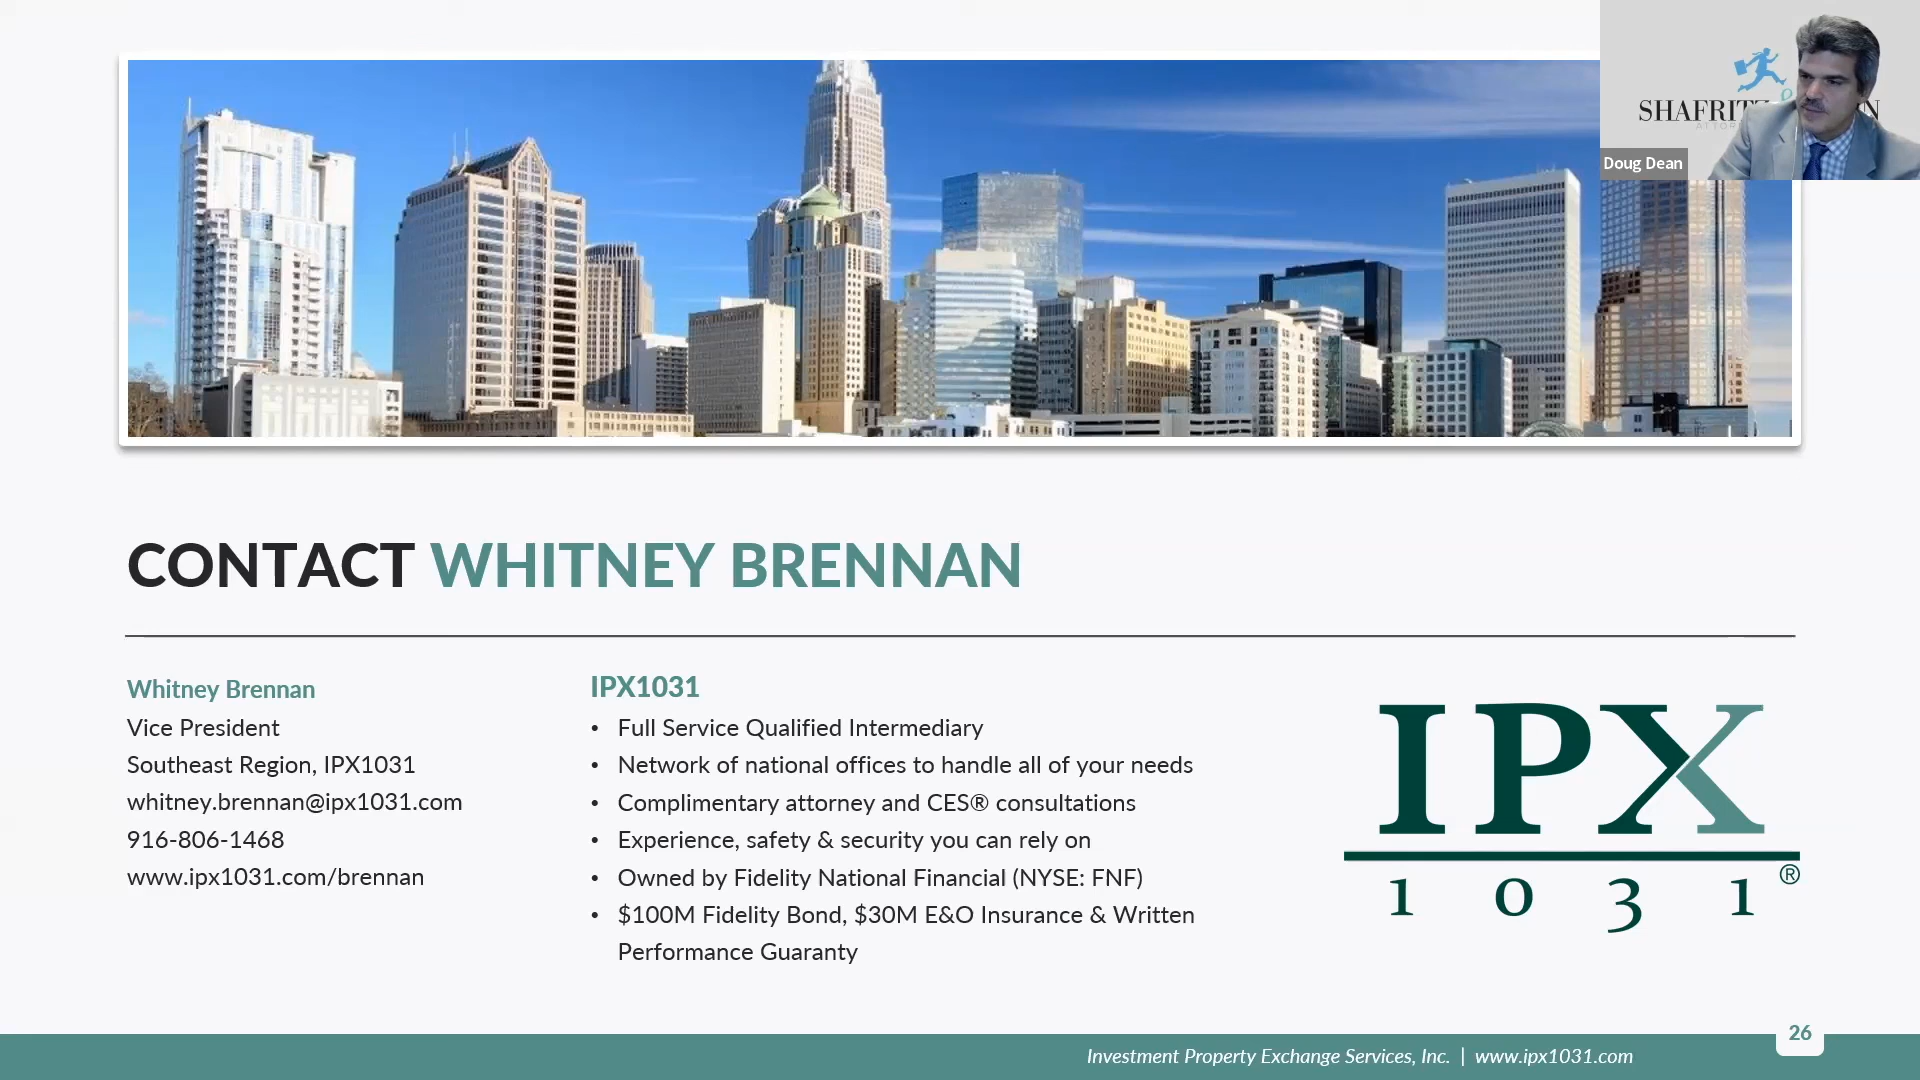 Doug Dean
CONTACT WHITNEY BRENNAN
Whitney Brennan
Vice President
Southeast Region, IPX1031
whitney.brennan@ipx1031.com
916-806-1468
www.ipx1031.com/brennan
IPX1031
• Full Service Qualified Intermediary
• Network of national offices to handle all of your needs
• Complimentary attorney and CES® consultations
• Experience, safety & security you can rely on
• Owned by Fidelity National Financial (NYSE: FNF)
• $100M Fidelity Bond, $30M E&O Insurance & Written
Performance Guaranty
IPX
1031®
26
Investment Property Exchange Services, Inc. | www.ipx1031.com